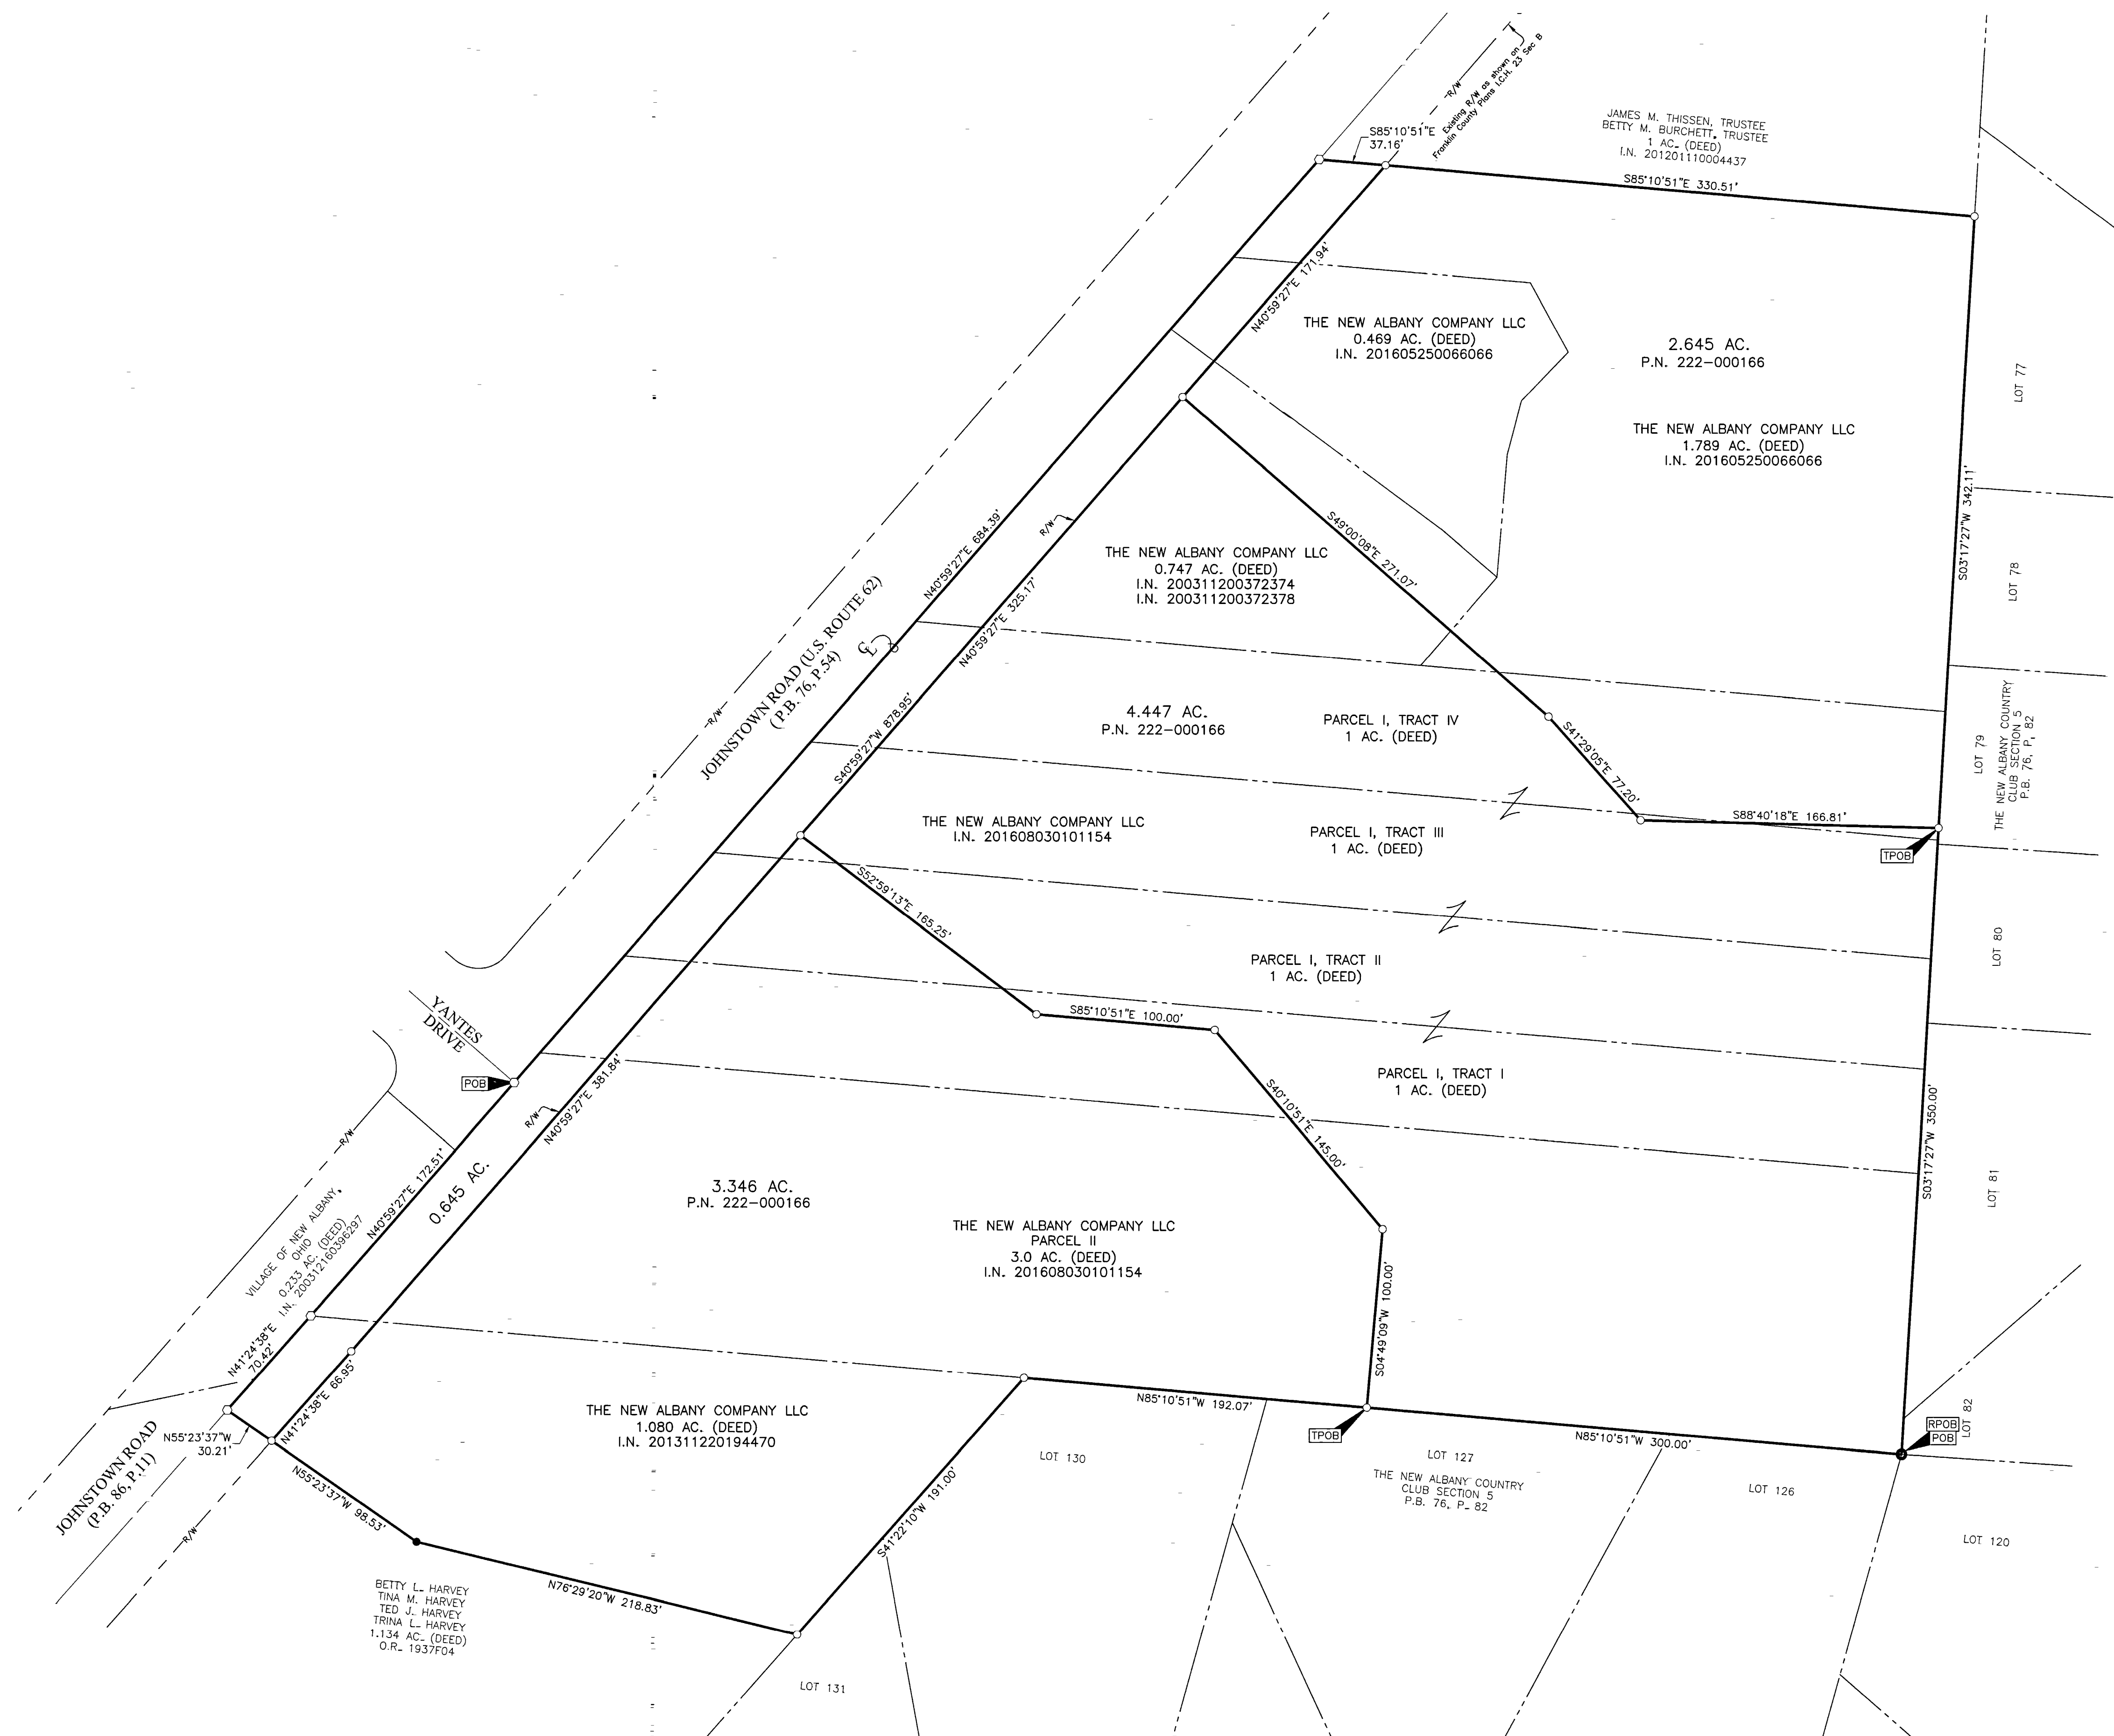 Existing R/W as shown on
Franklin County Plans I.C.H. 23 Sec B
R/W
JAMES M. THISSEN, TRUSTEE
BETTY M. BURCHETT, TRUSTEE
1 AC. (DEED)
I.N. 201201110004437
S85°10'51"E
37.16'
S85°10'51"E 330.51'
N40°59'27"E 171.94'
THE NEW ALBANY COMPANY LLC
0.469 AC. (DEED)
I.N. 201605250066066
2.645 AC.
P.N. 222-000166
LOT 77
THE NEW ALBANY COMPANY LLC
1.789 AC. (DEED)
I.N. 201605250066066
S03°17'27"W 342.11'
N40°59'27"E 684.39'
R/W
S49°00'08"E 271.07'
THE NEW ALBANY COMPANY LLC
0.747 AC. (DEED)
I.N. 200311200372374
I.N. 200311200372378
LOT 78
N40°59'27"E 325.17'
JOHNSTOWN ROAD (U.S. ROUTE 62)
( P.B. 76, P.54)
CL
R/W
S40°59'27"W 878.95'
4.447 AC.
P.N. 222-000166
PARCEL I, TRACT IV
1 AC. (DEED)
S41°29'05"E 77.20'
LOT 79
THE NEW ALBANY COUNTRY
CLUB SECTION 5
P.B. 76, P. 82
S88°40'18"E 166.81'
TPOB
THE NEW ALBANY COMPANY LLC
I.N. 201608030101154
PARCEL I, TRACT III
1 AC. (DEED)
Z
S52°59'13"E 165.25'
Z
LOT 80
PARCEL I, TRACT II
1 AC. (DEED)
YANTES
DRIVE
S85°10'51"E 100.00'
Z
POB
N40°59'27"E 381.84'
R/W
PARCEL I, TRACT I
1 AC. (DEED)
S40°10'51"E 145.00'
S03°17'27"W 350.00'
R/W
N40°59'27"E 172.51'
0.645 AC.
3.346 AC.
P.N. 222-000166
LOT 81
VILLAGE OF NEW ALBANY,
OHIO
0.233 AC. (DEED)
I.N. 200312160396297
THE NEW ALBANY COMPANY LLC
PARCEL II
3.0 AC. (DEED)
I.N. 201608030101154
S04°49'09"W 100.00'
N41°24'38"E
70.42'
N41°24'38"E 66.95'
N85°10'51"W 192.07'
TPOB
N85°10'51"W 300.00'
LOT 82
RPOB
POB
THE NEW ALBANY COMPANY LLC
1.080 AC. (DEED)
I.N. 201311220194470
N55°23'37"W
30.21'
JOHNSTOWN ROAD
(P.B. 86, P.11)
R/W
N55°23'37"W 98.53'
S41°22'10"W 191.00'
LOT 130
LOT 127
THE NEW ALBANY COUNTRY
CLUB SECTION 5
P.B. 76, P. 82
LOT 126
LOT 120
BETTY L. HARVEY
TINA M. HARVEY
TED J. HARVEY
TRINA L. HARVEY
1.134 AC. (DEED)
O.R. 1937F04
N76°29'20"W 218.83'
LOT 131